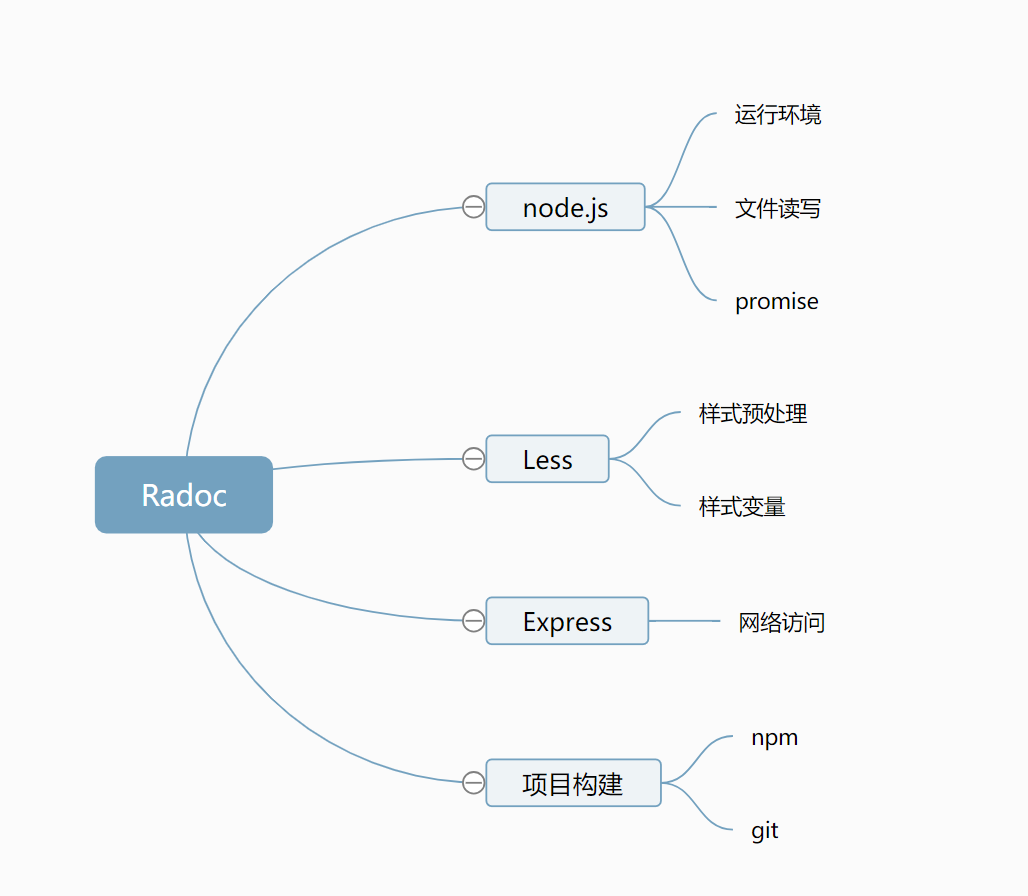 Radoc
node.js
运行环境
文件读写
promise
Less
样式预处理
样式变量
Express
网络访问
项目构建
npm
git